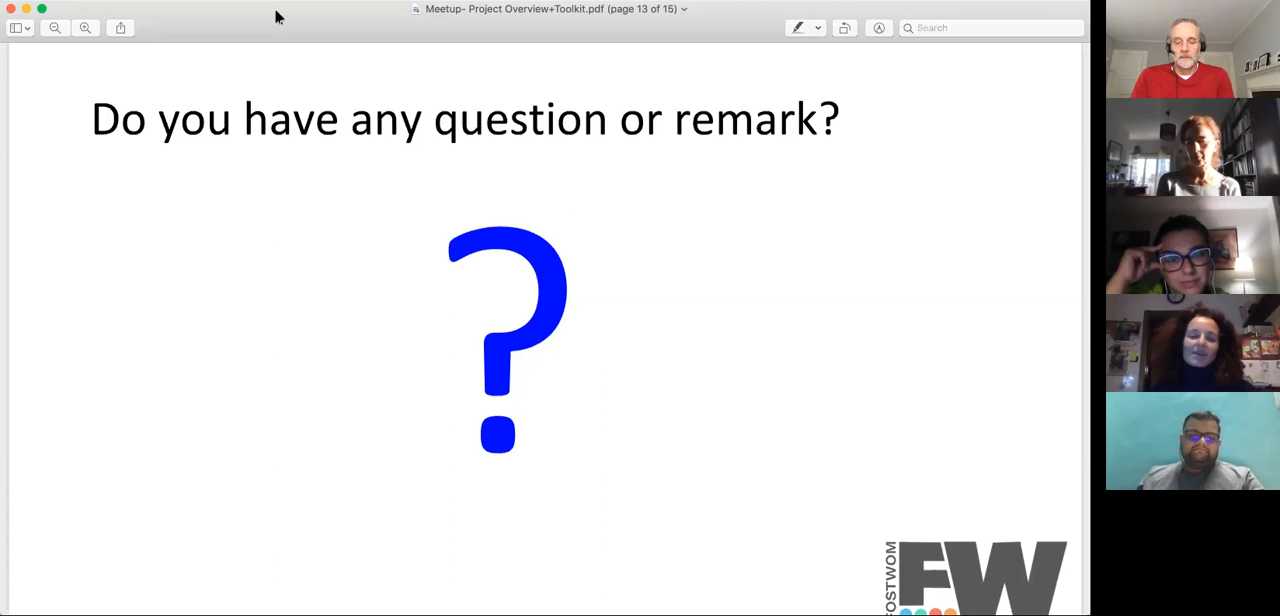 Meetup- Project Overview+Toolkit.pdf (page 13 of 15)
Search
Do you have any question or remark?
?
FW